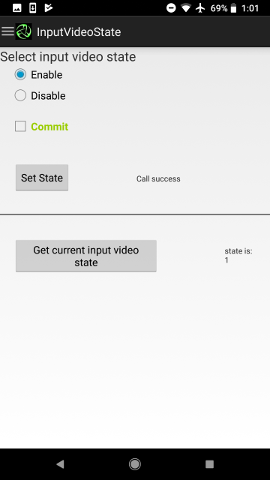 69% 1:01
InputVideoState
Select input video state
Enable
Disable
Commit
Set State
Call success
Get current input video
state
state is:
1